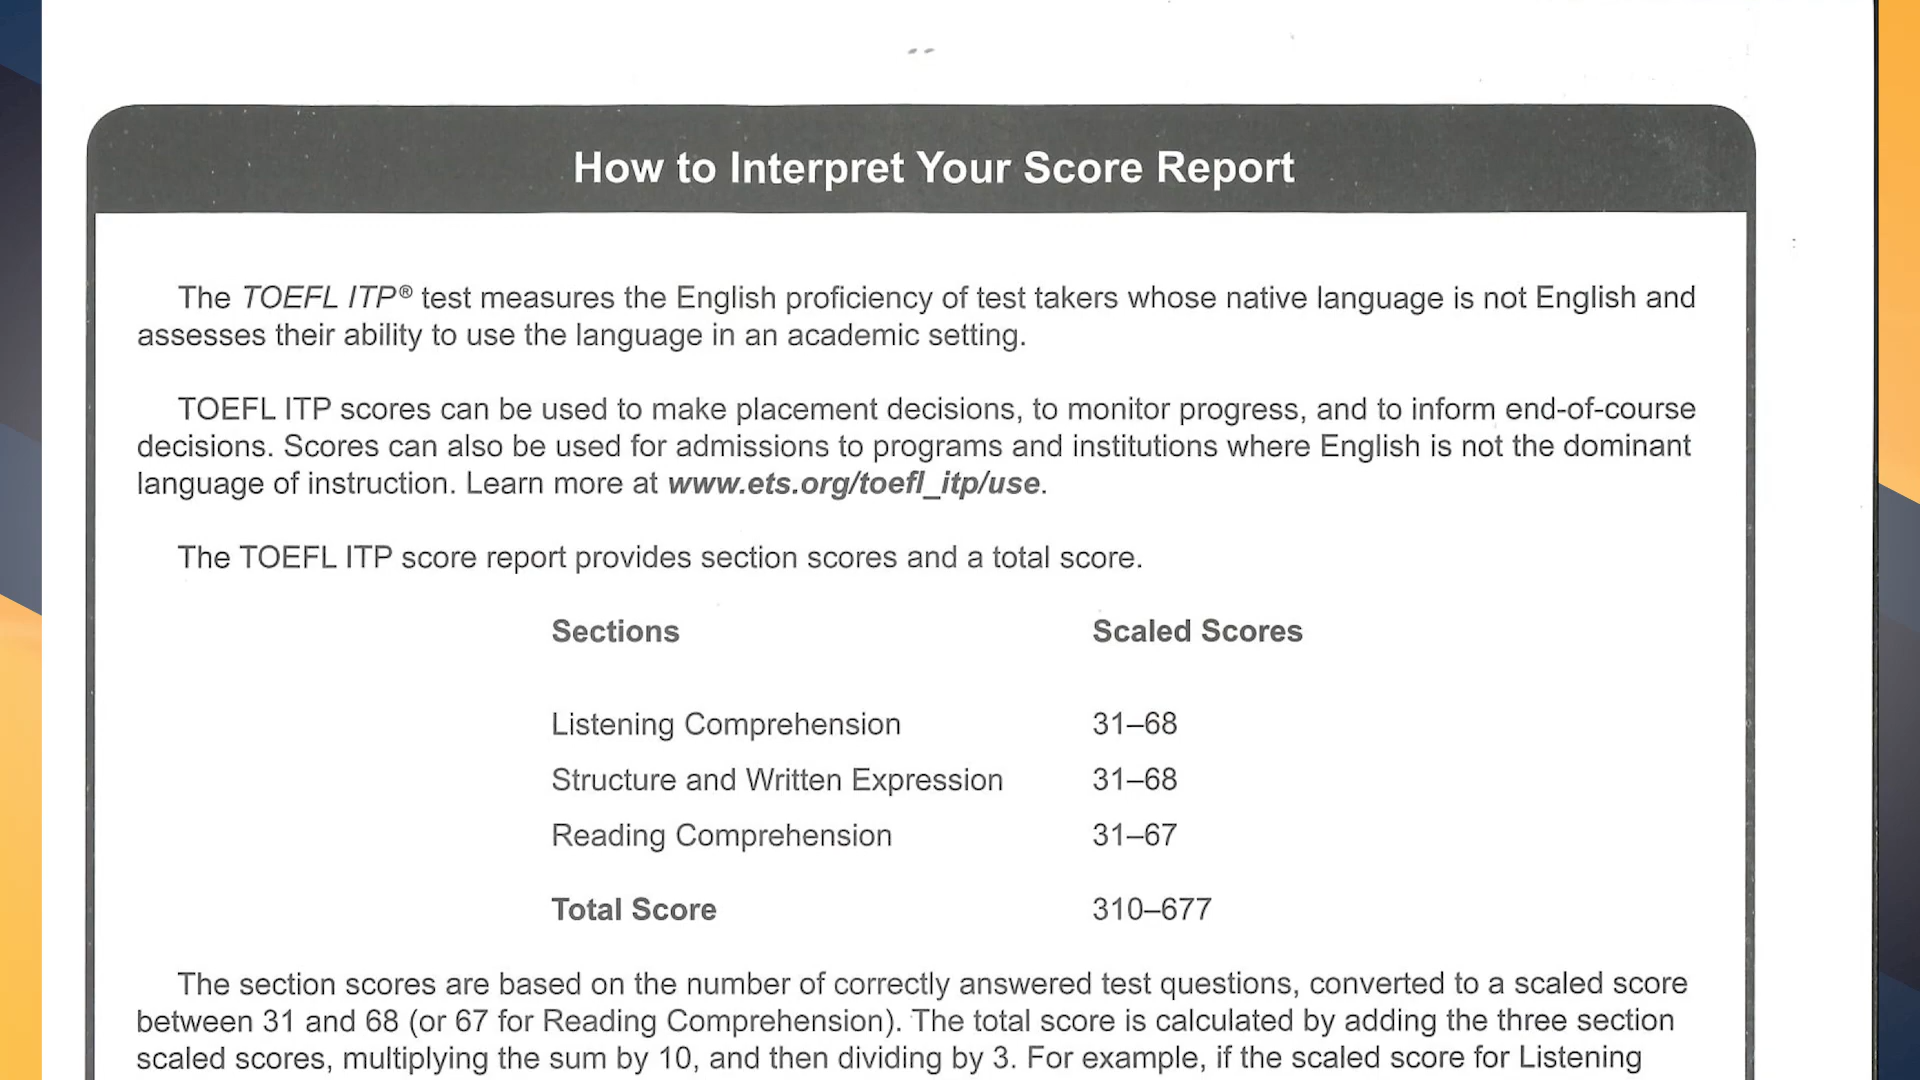 How to Interpret Your Score Report
The TOEFL ITP® test measures the English proficiency of test takers whose native language is not English and
assesses their ability to use the language in an academic setting.
TOEFL ITP scores can be used to make placement decisions, to monitor progress, and to inform end-of-course
decisions. Scores can also be used for admissions to programs and institutions where English is not the dominant
language of instruction. Learn more at www.ets.org/toefl_itp/use.
The TOEFL ITP score report provides section scores and a total score.
Sections Scaled Scores
Listening Comprehension 31–68
Structure and Written Expression 31–68
Reading Comprehension 31–67
Total Score 310–677
The section scores are based on the number of correctly answered test questions, converted to a scaled score
between 31 and 68 (or 67 for Reading Comprehension). The total score is calculated by adding the three section
scaled scores, multiplying the sum by 10, and then dividing by 3. For example, if the scaled score for Listening